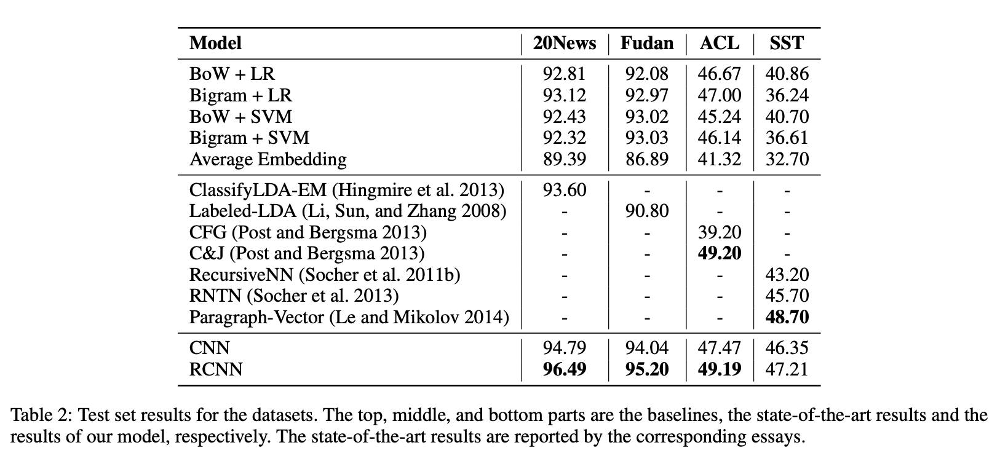 Model 20News Fudan ACL SST
BoW + LR 92.81 92.08 46.67 40.86
Bigram + LR 93.12 92.97 47.00 36.24
BoW + SVM 92.43 93.02 45.24 40.70
Bigram + SVM 92.32 93.03 46.14 36.61
Average Embedding 89.39 86.89 41.32 32.70
ClassifyLDA-EM (Hingmire et al. 2013) 93.60 - - -
Labeled-LDA (Li, Sun, and Zhang 2008) - 90.80 - -
CFG (Post and Bergsma 2013) - - 39.20 -
C&J (Post and Bergsma 2013) - - 49.20 -
RecursiveNN (Socher et al. 2011b) - - - 43.20
RNTN (Socher et al. 2013) - - - 45.70
Paragraph-Vector (Le and Mikolov 2014) - - - 48.70
CNN 94.79 94.04 47.47 46.35
RCNN 96.49 95.20 49.19 47.21
Table 2: Test set results for the datasets. The top, middle, and bottom parts are the baselines, the state-of-the-art results and the
results of our model, respectively. The state-of-the-art results are reported by the corresponding essays.